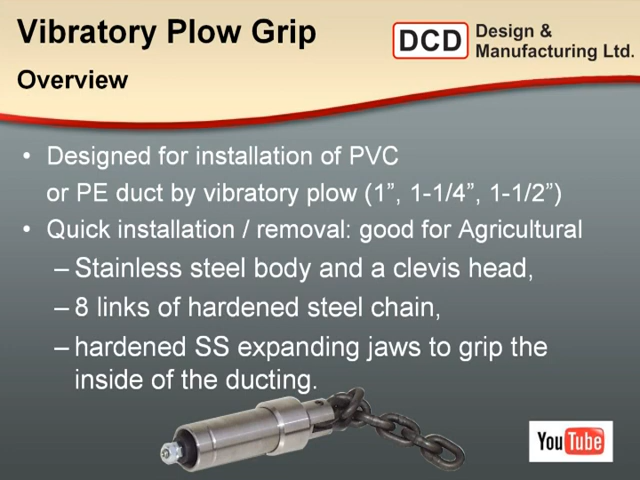 Vibratory Plow Grip
Overview
DCD Design &
Manufacturing Ltd.
• Designed for installation of PVC
or PE duct by vibratory plow (1”, 1-1/4”, 1-1/2”)
• Quick installation / removal: good for Agricultural
– Stainless steel body and a clevis head,
– 8 links of hardened steel chain,
– hardened SS expanding jaws to grip the
inside of the ducting.
YouTube